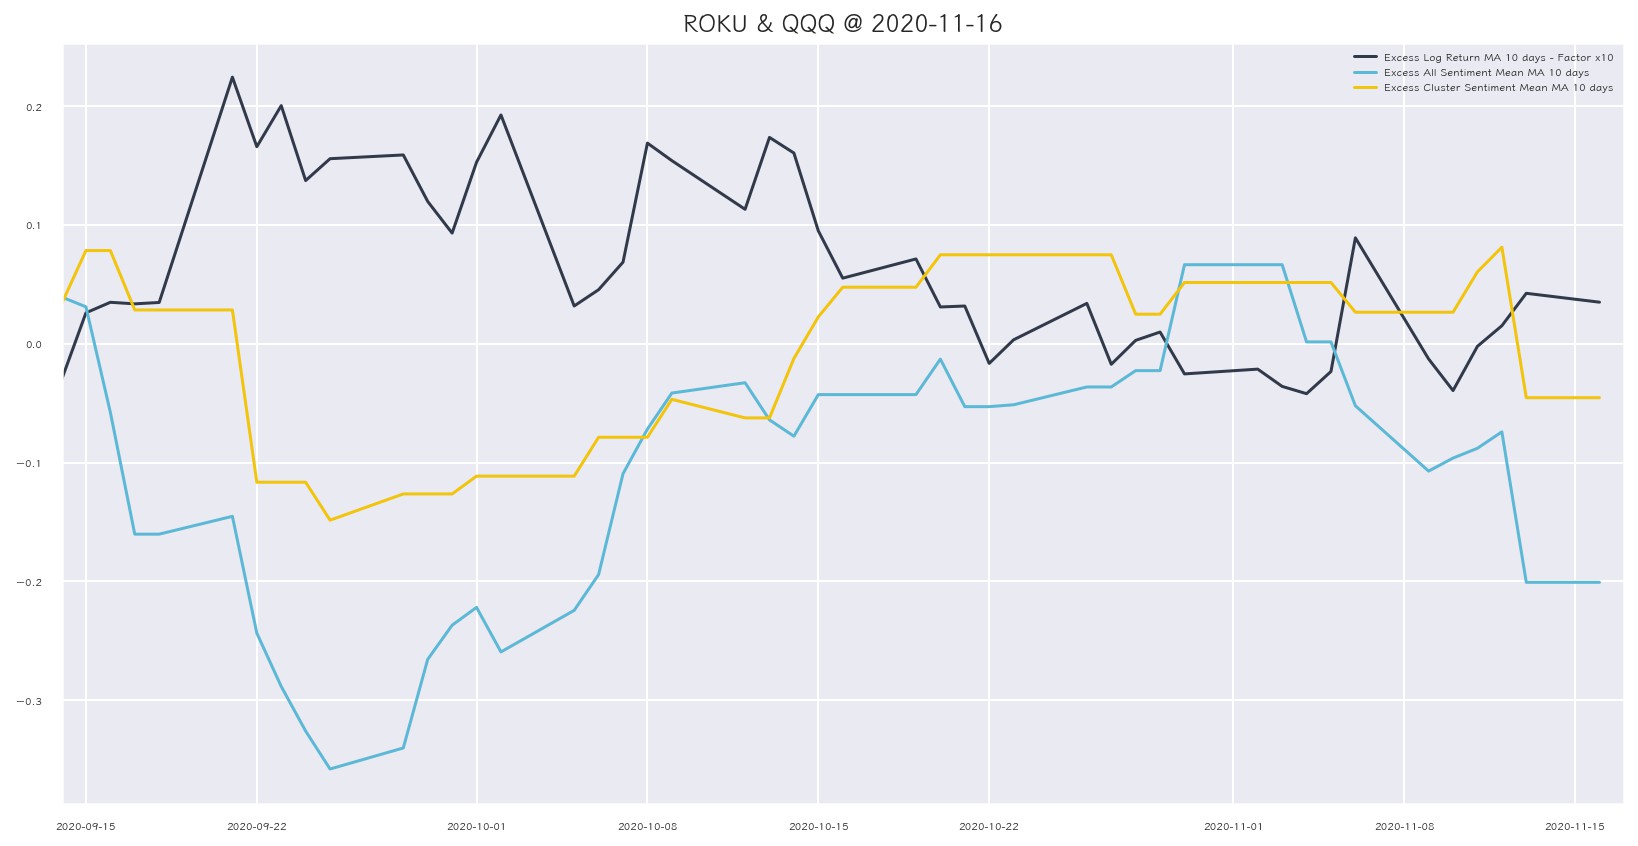 ROKU & QQQ @ 2020-11-16
Excess Log Return MA 10 days - Factor x10
Excess All Sentiment Mean MA 10 days
Excess Cluster Sentiment Mean MA 10 days
0.2
0.1
0.0
−0.1
−0.2
−0.3
2020-09-15 2020-09-22 2020-10-01 2020-10-08 2020-10-15 2020-10-22 2020-11-01 2020-11-08 2020-11-15